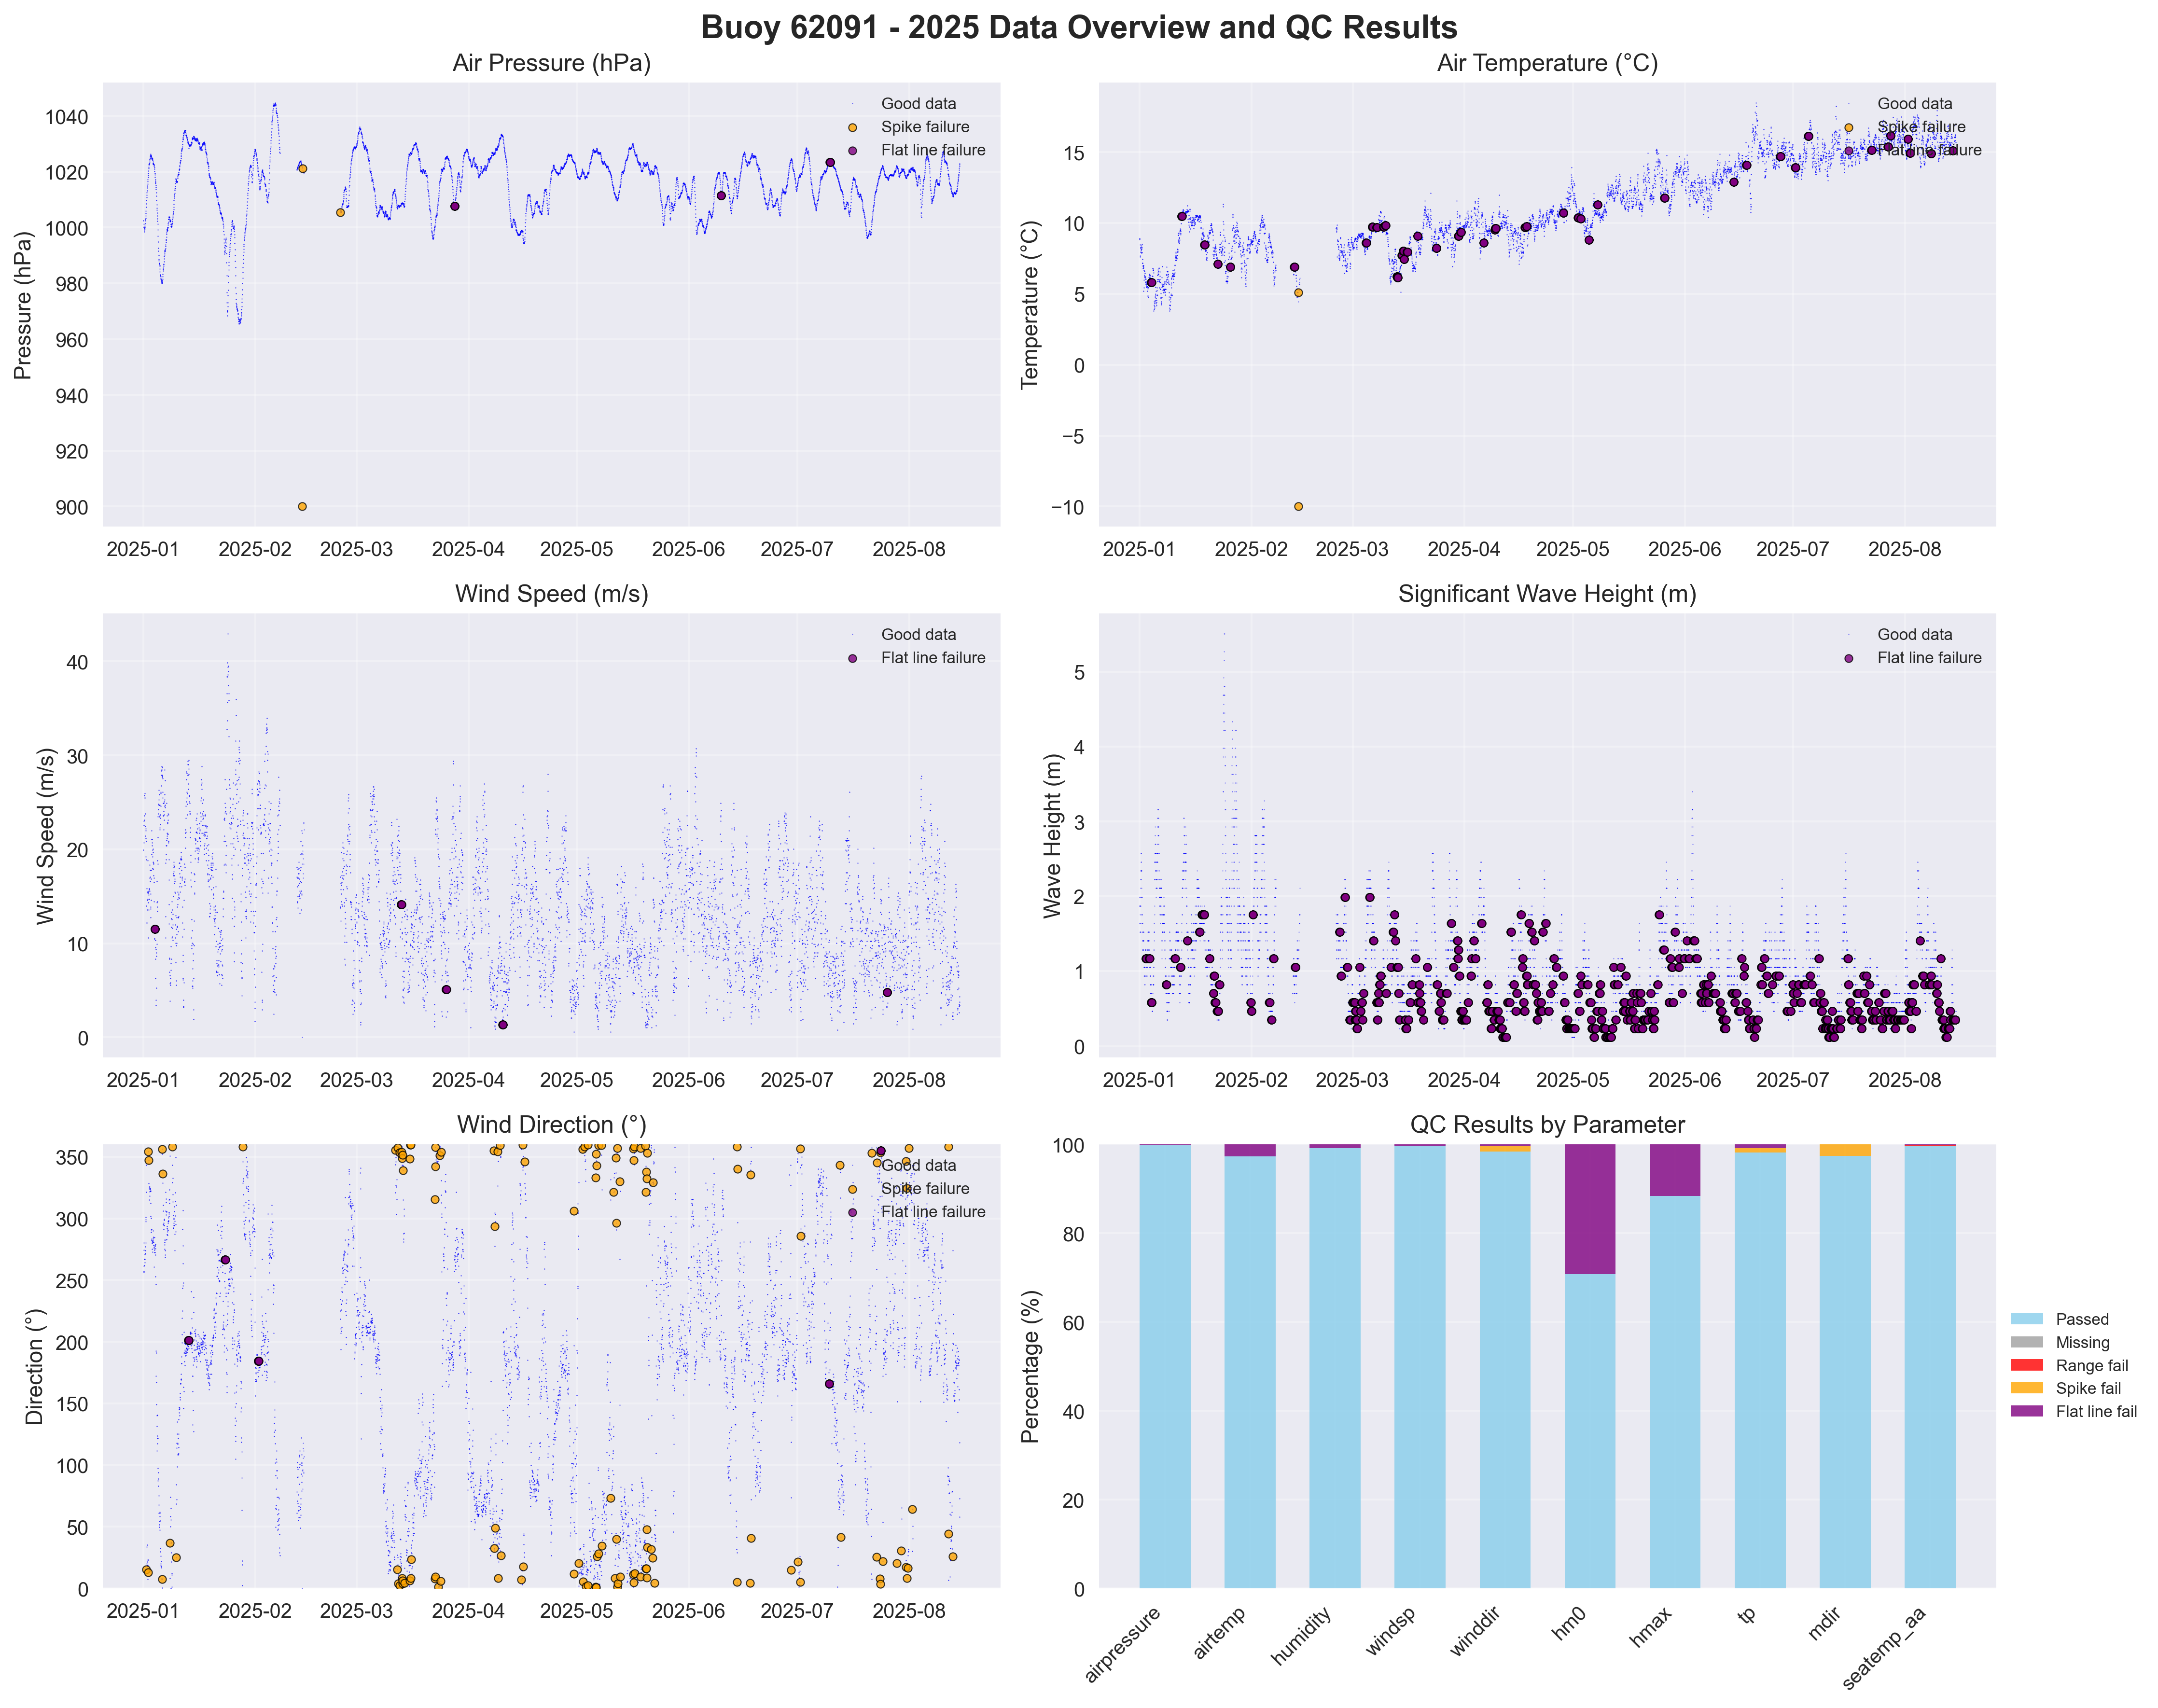 Buoy 62091 - 2025 Data Overview and QC Results
Air Pressure (hPa)
Pressure (hPa)
1040
1020
1000
980
960
940
920
900
2025-01 2025-02 2025-03 2025-04 2025-05 2025-06 2025-07 2025-08
Good data
Spike failure
Flat line failure
Air Temperature (°C)
Temperature (°C)
15
10
5
0
−5
−10
2025-01 2025-02 2025-03 2025-04 2025-05 2025-06 2025-07 2025-08
Good data
Spike failure
Flat line failure
Wind Speed (m/s)
Wind Speed (m/s)
40
30
20
10
0
2025-01 2025-02 2025-03 2025-04 2025-05 2025-06 2025-07 2025-08
Good data
Flat line failure
Significant Wave Height (m)
Wave Height (m)
5
4
3
2
1
0
2025-01 2025-02 2025-03 2025-04 2025-05 2025-06 2025-07 2025-08
Good data
Flat line failure
Wind Direction (°)
Direction (°)
350
300
250
200
150
100
50
0
2025-01 2025-02 2025-03 2025-04 2025-05 2025-06 2025-07 2025-08
Good data
Spike failure
Flat line failure
QC Results by Parameter
Percentage (%)
100
80
60
40
20
0
airpressure
airtemp
humidity
windsp
winddir
hm0
hmax
tp
mdir
seatemp_aa
Passed
Missing
Range fail
Spike fail
Flat line fail